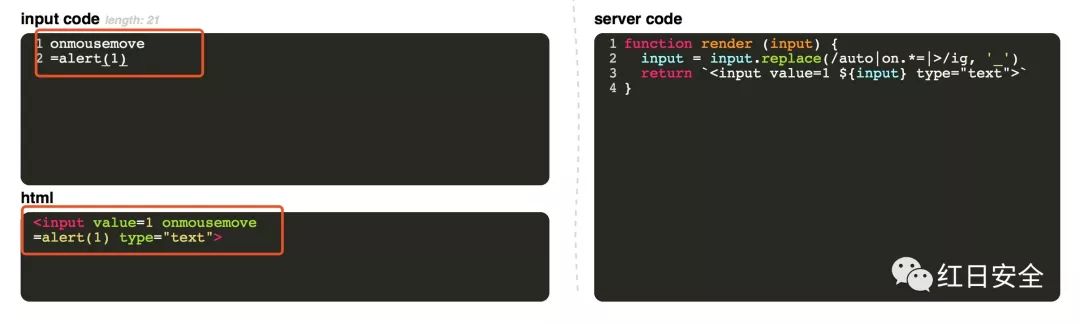 input code length: 21
1 onmousemove
2 =alert(1)
html
<input value=1 onmousemove
=alert(1) type="text">
server code
1 function render (input) {
2   input = input.replace(/auto|on.*=|>/ig, '_')
3   return `<input value=1 ${input} type="text">`
4 }
红日安全